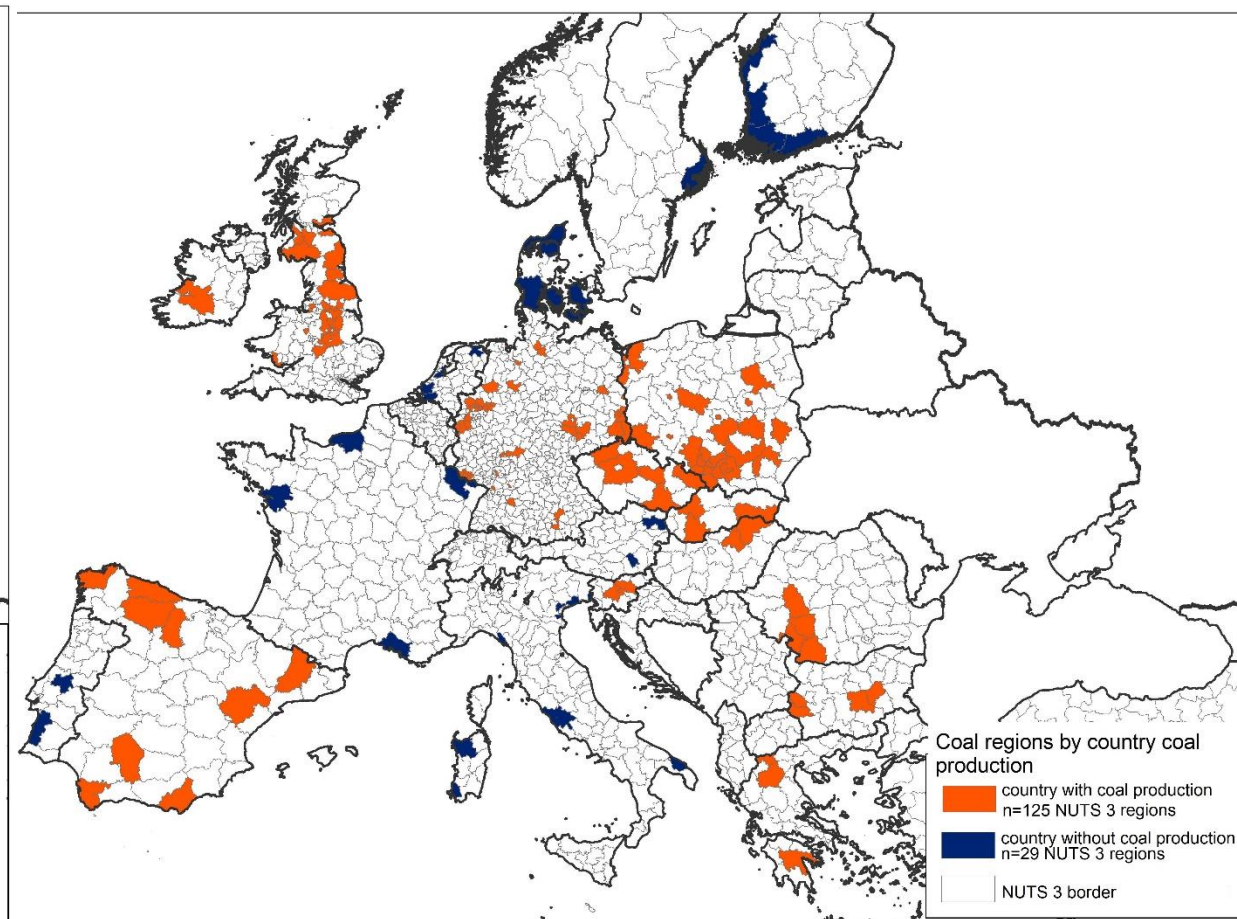 Coal regions by country coal
production
country with coal production
n=125 NUTS 3 regions
country without coal production
n=29 NUTS 3 regions
NUTS 3 border